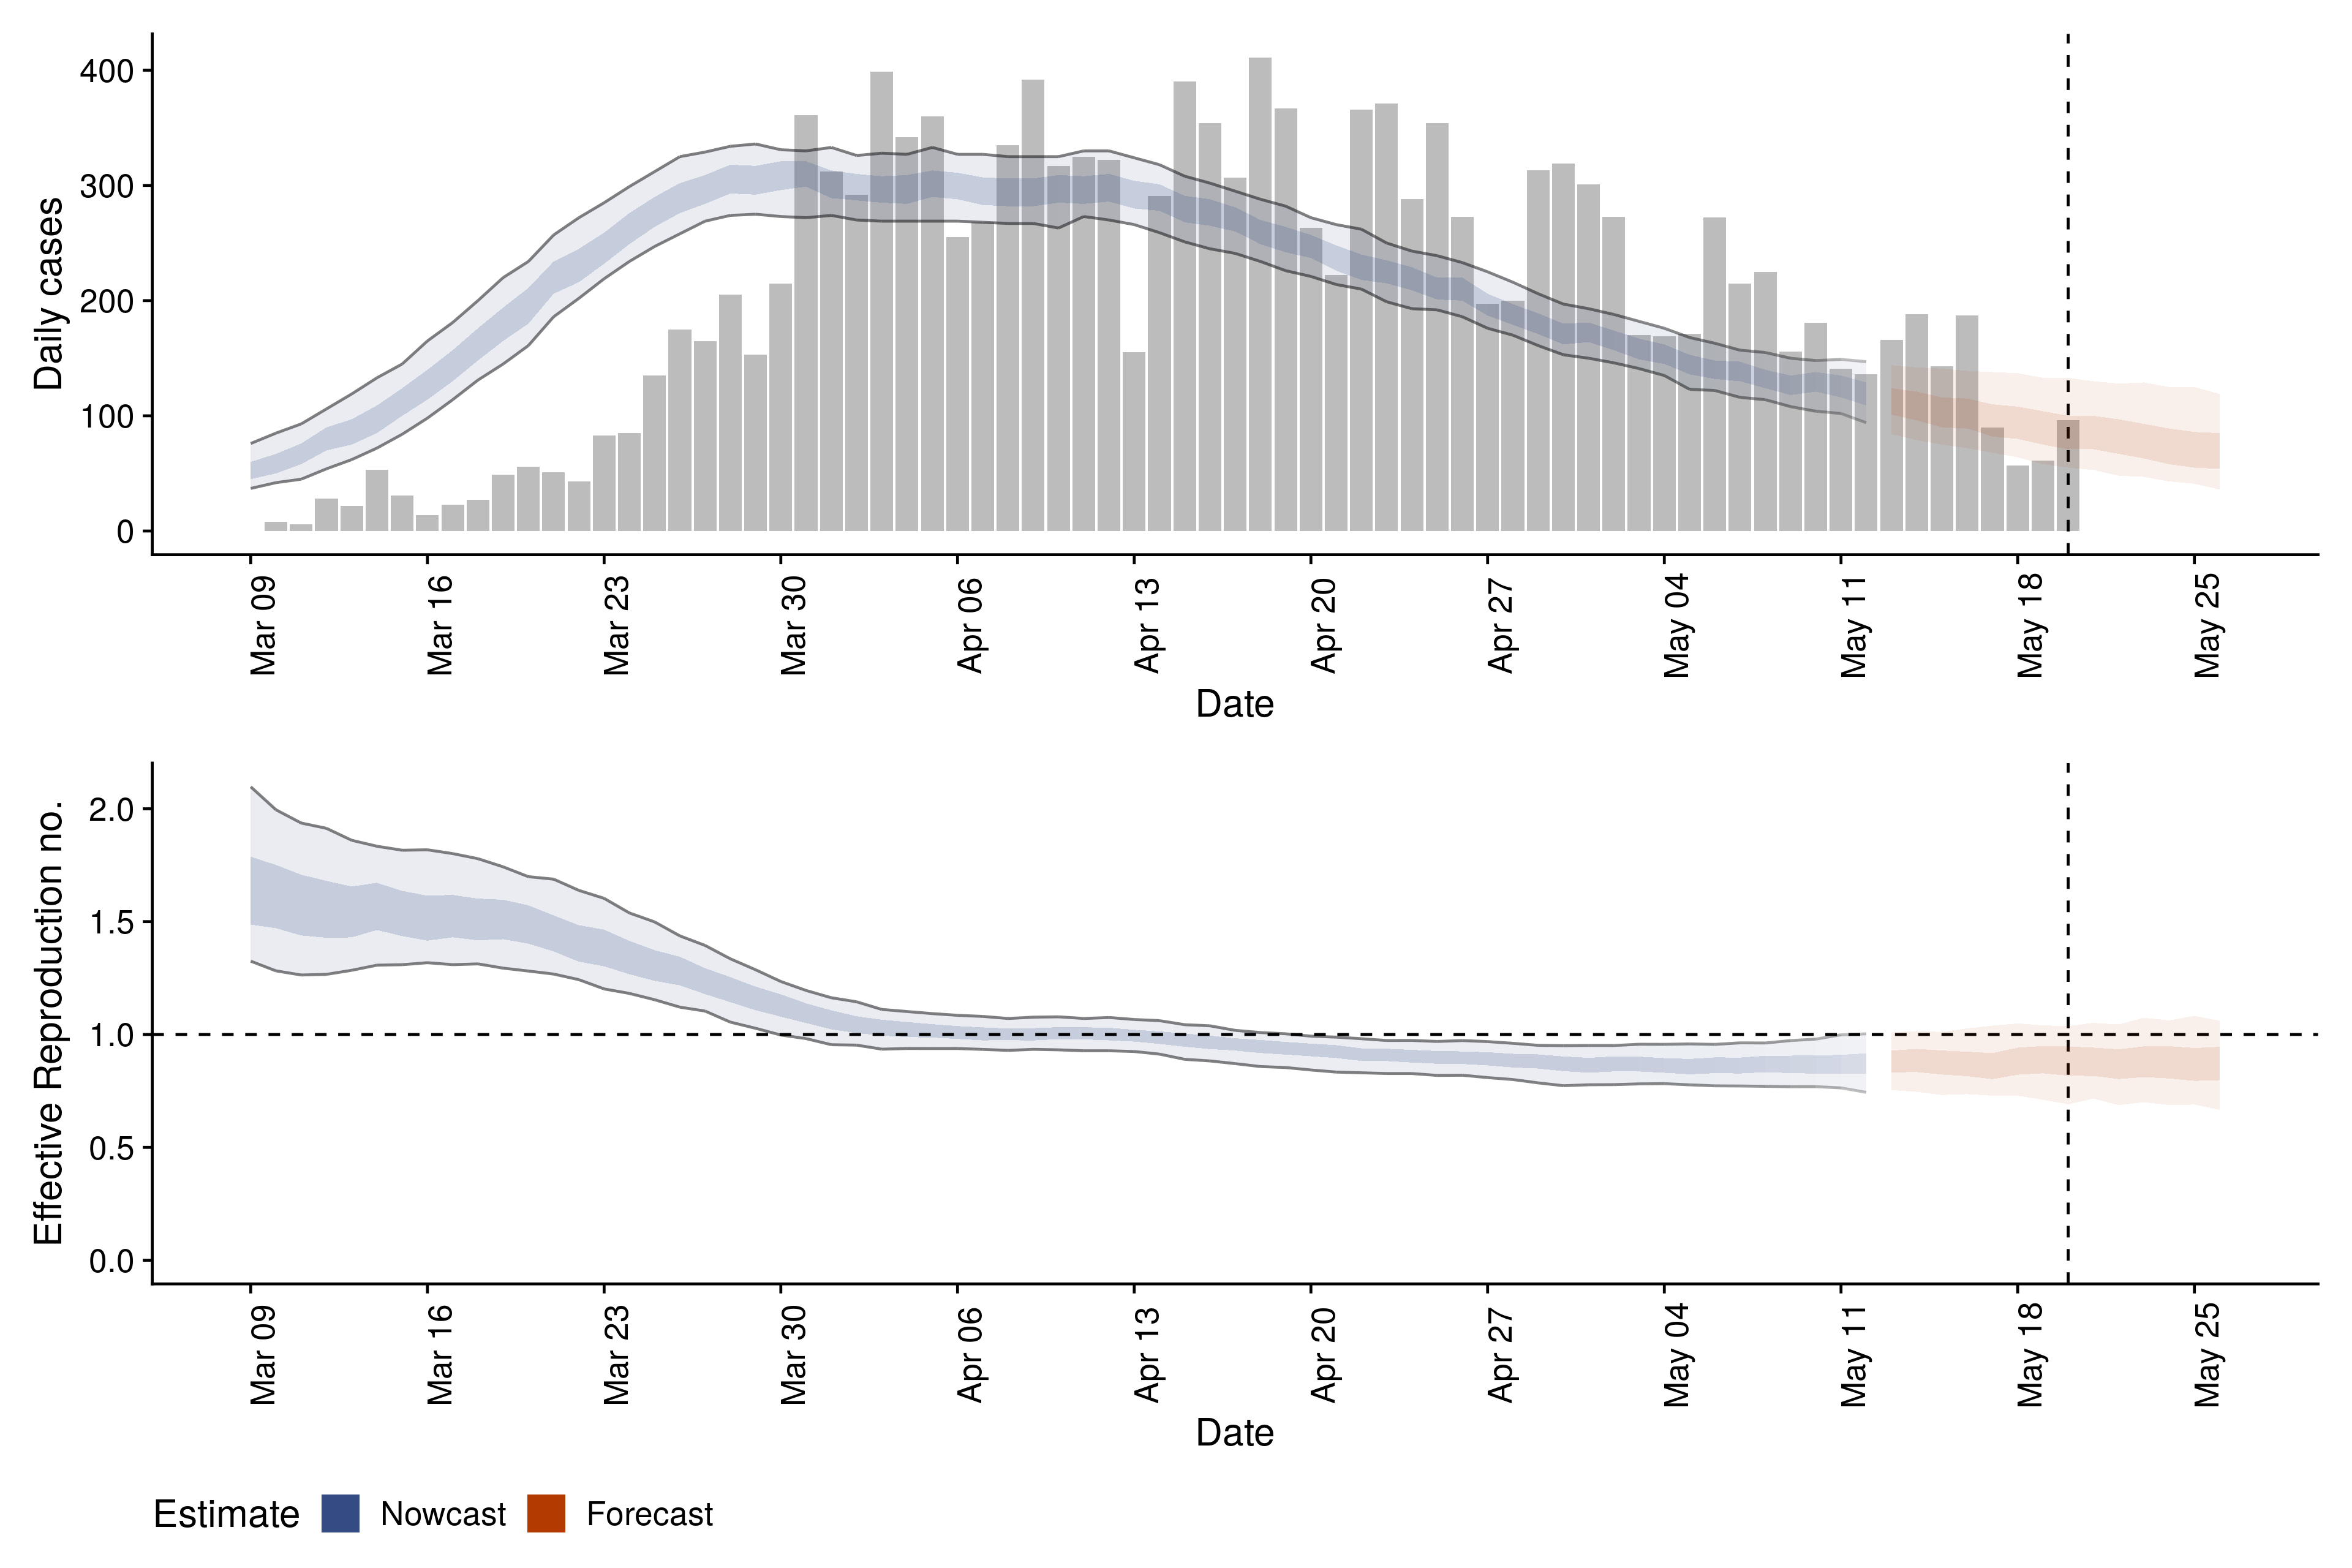 Daily cases
400
300
200
100
0
Mar 09 Mar 16 Mar 23 Mar 30 Apr 06 Apr 13 Apr 20 Apr 27 May 04 May 11 May 18 May 25
Date
Effective Reproduction no.
2.0
1.5
1.0
0.5
0.0
Mar 09 Mar 16 Mar 23 Mar 30 Apr 06 Apr 13 Apr 20 Apr 27 May 04 May 11 May 18 May 25
Date
Estimate Nowcast Forecast